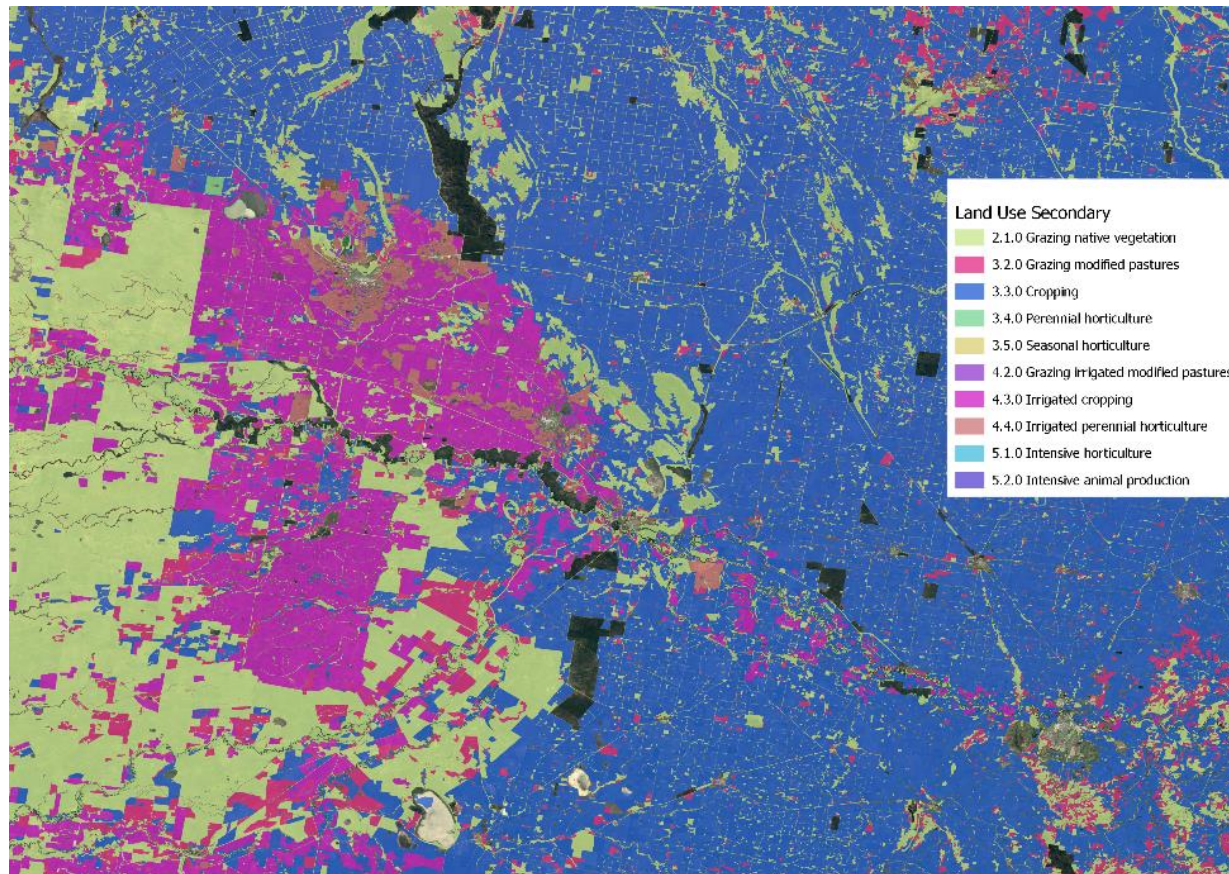 Land Use Secondary
2.1.0 Grazing native vegetation
3.2.0 Grazing modified pastures
3.3.0 Cropping
3.4.0 Perennial horticulture
3.5.0 Seasonal horticulture
4.2.0 Grazing irrigated modified pastures
4.3.0 Irrigated cropping
4.4.0 Irrigated perennial horticulture
5.1.0 Intensive horticulture
5.2.0 Intensive animal production